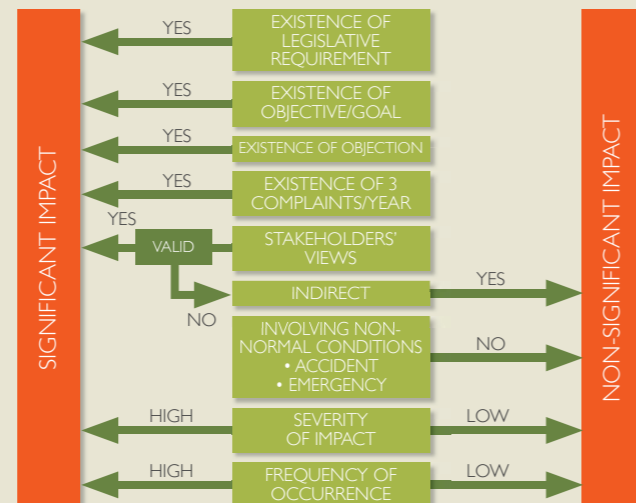 SIGNIFICANT IMPACT
YES
EXISTENCE OF
LEGISLATIVE
REQUIREMENT
YES
EXISTENCE OF
OBJECTIVE/GOAL
YES
EXISTENCE OF OBJECTION
YES
EXISTENCE OF 3
COMPLAINTS/YEAR
YES
VALID
STAKEHOLDERS'
VIEWS
NO
INDIRECT
YES
INVOLVING NON-
NORMAL CONDITIONS
• ACCIDENT
• EMERGENCY
NO
HIGH
SEVERITY
OF IMPACT
LOW
HIGH
FREQUENCY OF
OCCURRENCE
LOW
NON-SIGNIFICANT IMPACT